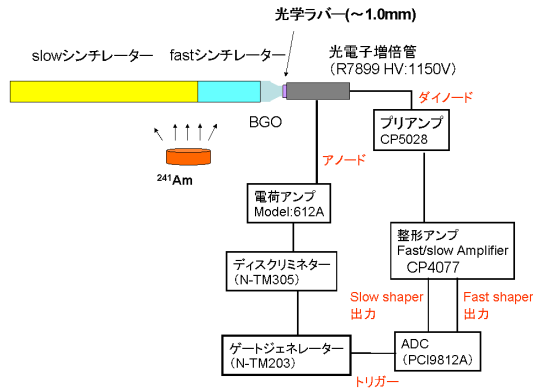 光学ラバー(~1.0mm)
slowシンチレーター
fastシンチレーター
光電子増倍管
(R7899 HV:1150V)
BGO
ダイノード
プリアンプ
CP5028
アノード
241Am
電荷アンプ
Model:612A
整形アンプ
Fast/slow Amplifier
CP4077
ディスクリミネター
(N-TM305)
Slow shaper
出力
Fast shaper
出力
ゲートジェネレーター
(N-TM203)
ADC
(PCI9812A)
トリガー